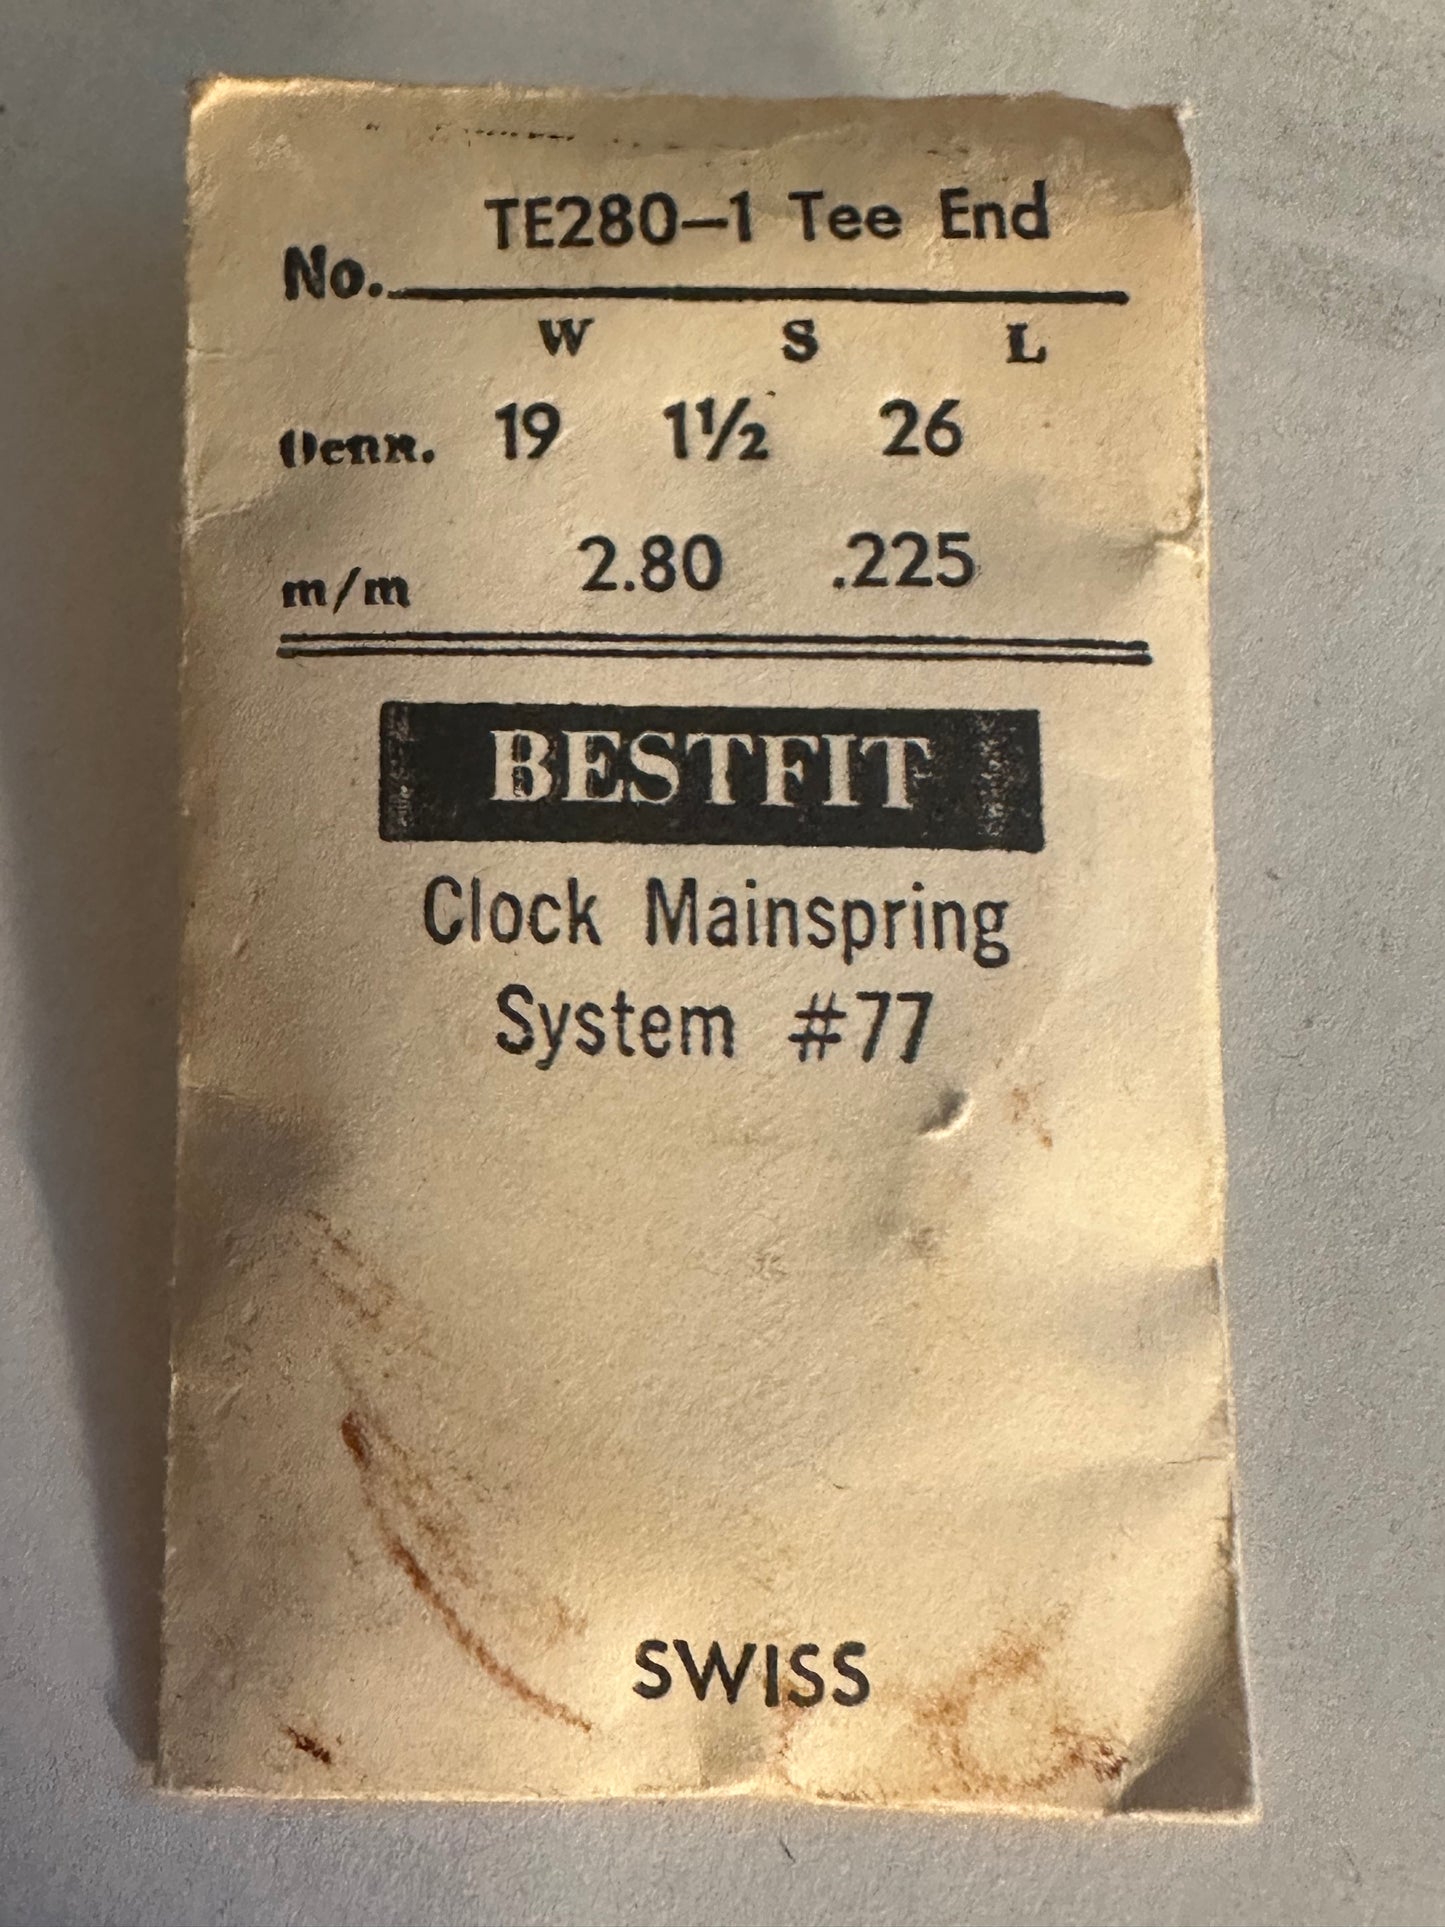 No. TE280-1 Tee End
W S L
Denn. 19 1½ 26
m/m 2.80 .225
BESTFIT
Clock Mainspring
System #77
SWISS